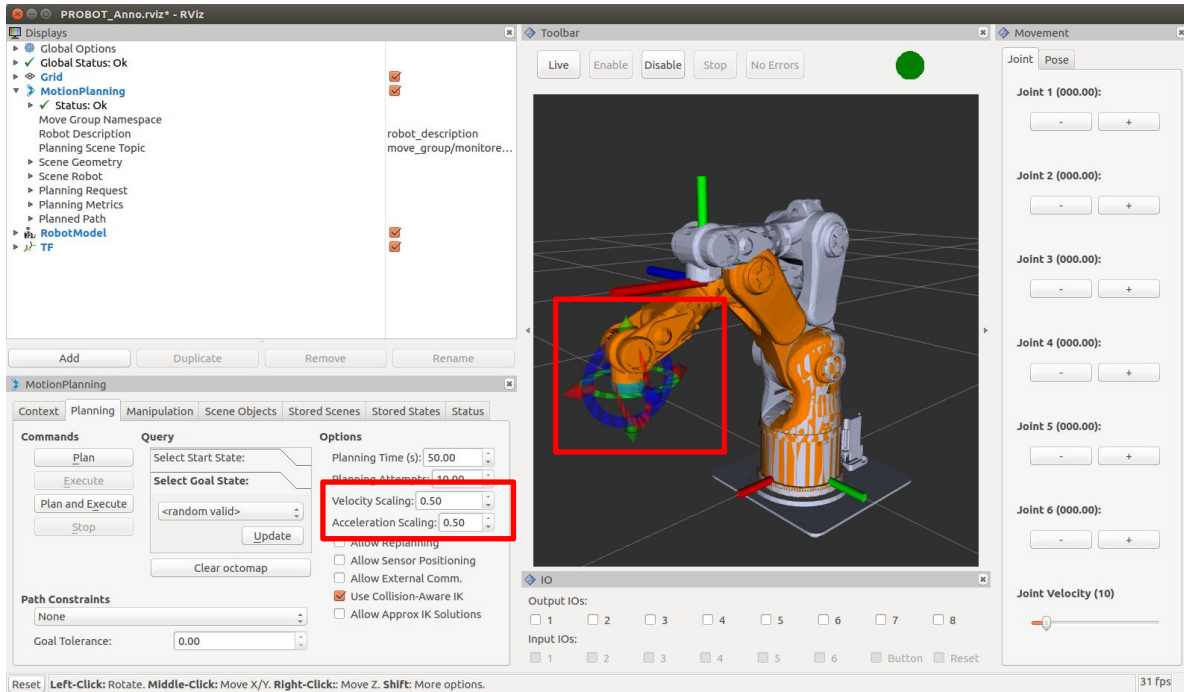 PROBOT_Anno.rviz* - RViz
Displays
Global Options
Global Status: Ok
Grid
MotionPlanning
Status: Ok
Move Group Namespace
Robot Description robot_description
Planning Scene Topic move_group/monitore...
Scene Geometry
Scene Robot
Planning Request
Planning Metrics
Planned Path
RobotModel
TF
Add Duplicate Remove Rename
MotionPlanning
Context Planning Manipulation Scene Objects Stored Scenes Stored States Status
Commands Query Options
Plan Select Start State: Planning Time (s): 50.00
Execute Select Goal State: Planning Attempts: 10.00
Plan and Execute <random valid> Velocity Scaling: 0.50
Stop Update Acceleration Scaling: 0.50
Allow Replanning
Clear octomap Allow Sensor Positioning
Allow External Comm.
Path Constraints Use Collision-Aware IK
None Allow Approx IK Solutions
Goal Tolerance: 0.00
Toolbar
Live Enable Disable Stop No Errors
IO
Output IOs:
1 2 3 4 5 6 7 8
Input IOs:
1 2 3 4 5 6 Button Reset
Movement
Joint Pose
Joint 1 (000.00):
- +
Joint 2 (000.00):
- +
Joint 3 (000.00):
- +
Joint 4 (000.00):
- +
Joint 5 (000.00):
- +
Joint 6 (000.00):
- +
Joint Velocity (10)
Reset Left-Click: Rotate. Middle-Click: Move X/Y. Right-Click:: Move Z. Shift: More options. 31 fps